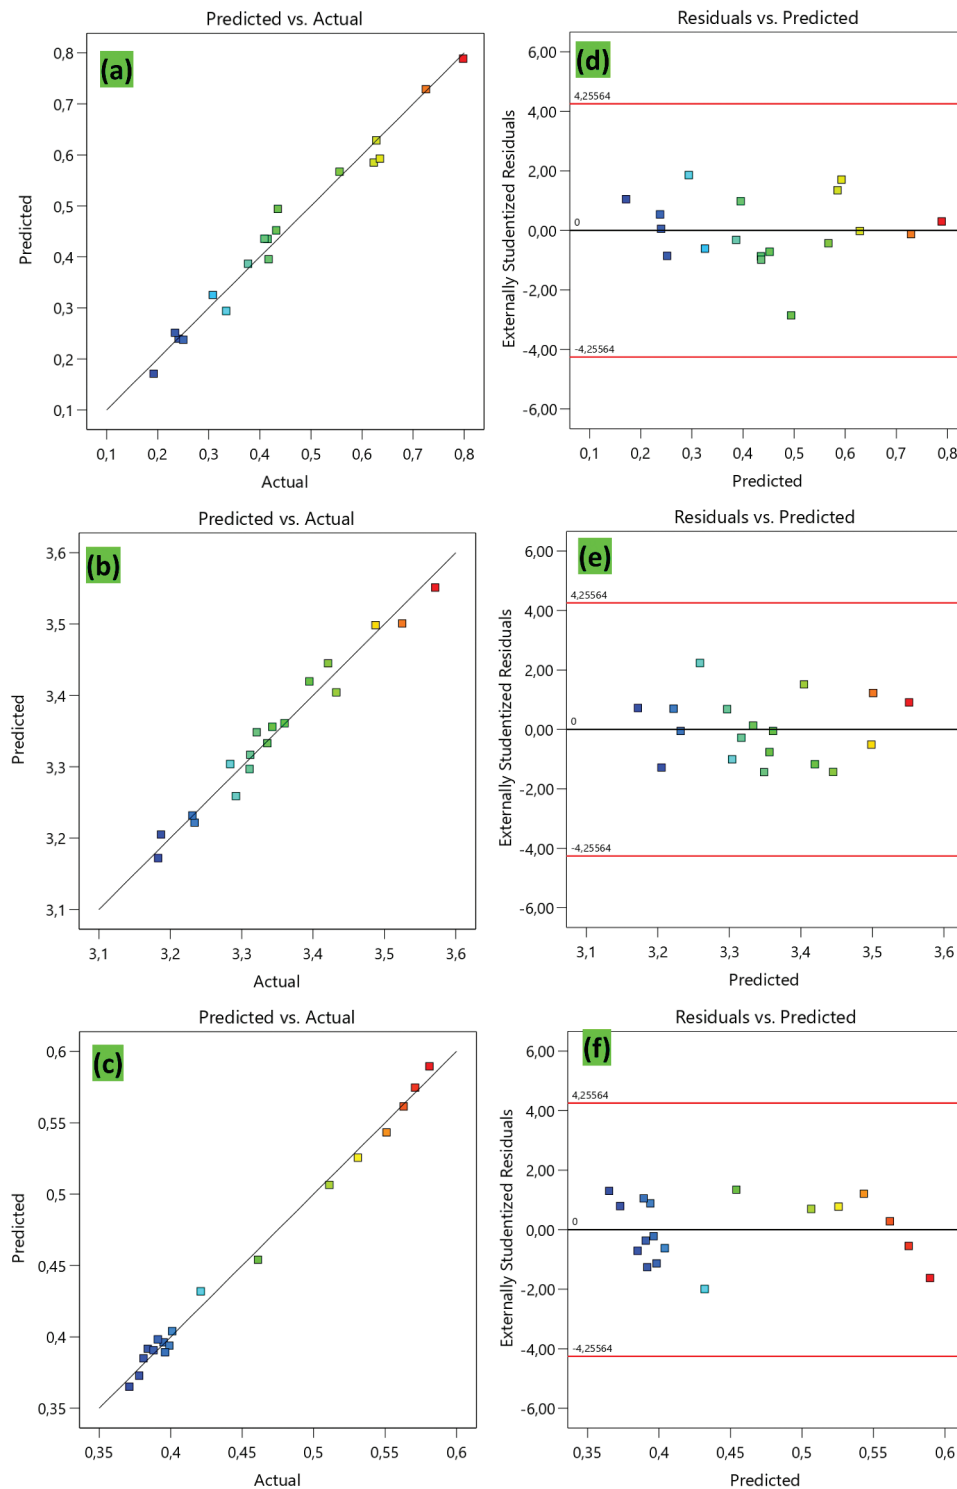 Predicted vs. Actual
(a)
Predicted
0,8
0,7
0,6
0,5
0,4
0,3
0,2
0,1
0,1 0,2 0,3 0,4 0,5 0,6 0,7 0,8
Actual
Residuals vs. Predicted
(d)
Externally Studentized Residuals
6,00
4,00
2,00
0,00
-2,00
-4,00
-6,00
4,25564
0
-4,25564
0,1 0,2 0,3 0,4 0,5 0,6 0,7 0,8
Predicted
Predicted vs. Actual
(b)
Predicted
3,6
3,5
3,4
3,3
3,2
3,1
3,1 3,2 3,3 3,4 3,5 3,6
Actual
Residuals vs. Predicted
(e)
Externally Studentized Residuals
6,00
4,00
2,00
0,00
-2,00
-4,00
-6,00
4,25564
0
-4,25564
3,1 3,2 3,3 3,4 3,5 3,6
Predicted
Predicted vs. Actual
(c)
Predicted
0,6
0,55
0,5
0,45
0,4
0,35
0,35 0,4 0,45 0,5 0,55 0,6
Actual
Residuals vs. Predicted
(f)
Externally Studentized Residuals
6,00
4,00
2,00
0,00
-2,00
-4,00
-6,00
4,25564
0
-4,25564
0,35 0,4 0,45 0,5 0,55 0,6
Predicted